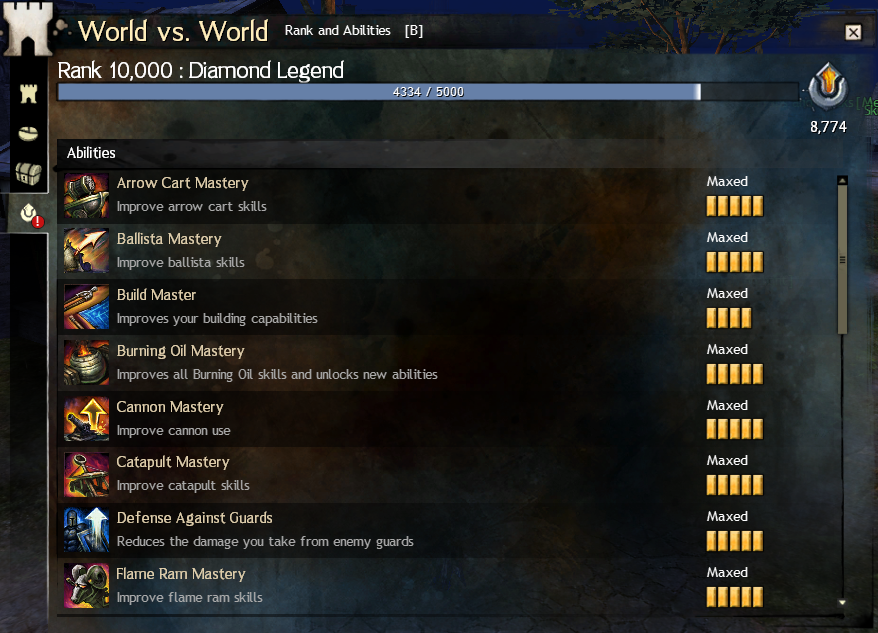 World vs. World Rank and Abilities [B]
Rank 10,000 : Diamond Legend
4334 / 5000
8,774
Abilities
Arrow Cart Mastery Maxed
Improve arrow cart skills
Ballista Mastery Maxed
Improve ballista skills
Build Master Maxed
Improves your building capabilities
Burning Oil Mastery Maxed
Improves all Burning Oil skills and unlocks new abilities
Cannon Mastery Maxed
Improve cannon use
Catapult Mastery Maxed
Improve catapult skills
Defense Against Guards Maxed
Reduces the damage you take from enemy guards
Flame Ram Mastery Maxed
Improve flame ram skills